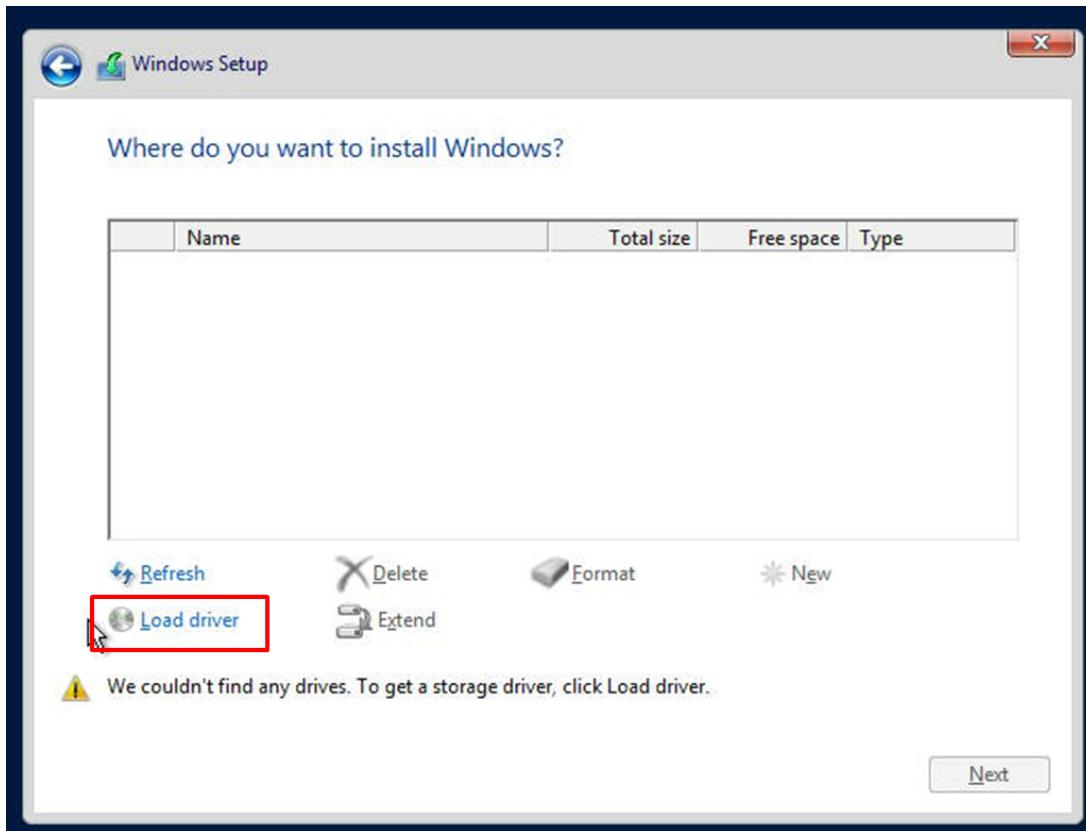 Windows Setup
Where do you want to install Windows?
Name Total size Free space Type
Refresh Delete Format New
Load driver Extend
We couldn't find any drives. To get a storage driver, click Load driver.
Next